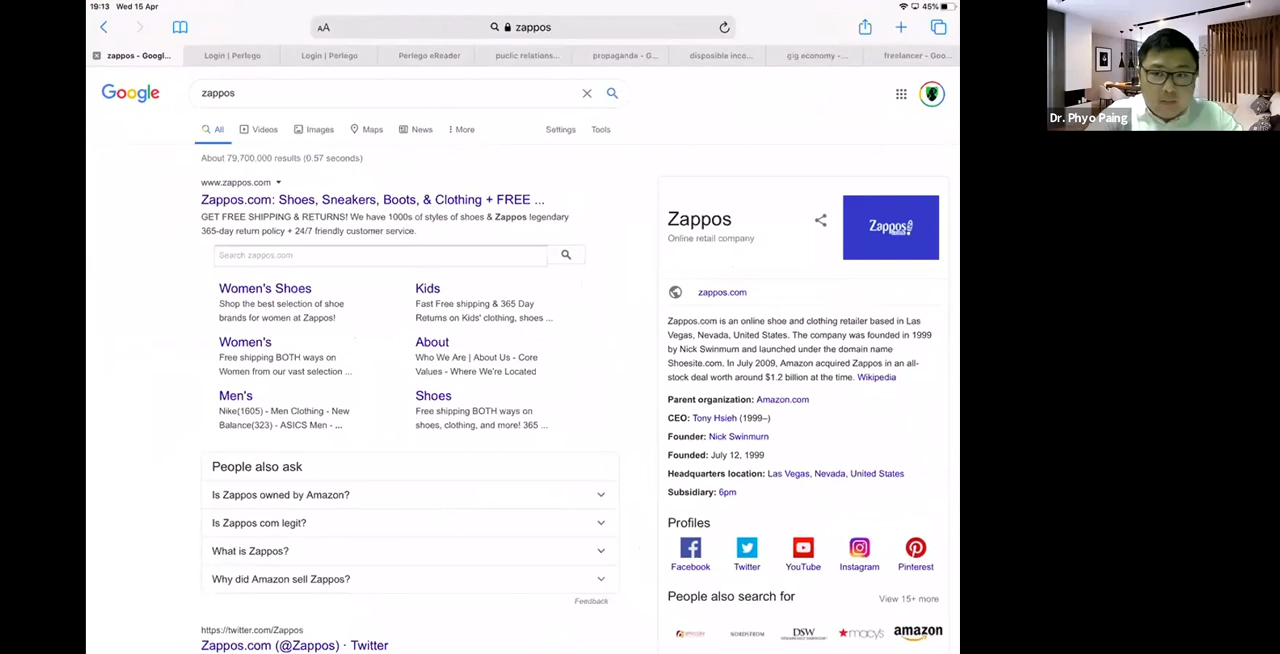 19:13 Wed 15 Apr
45%
AA
zappos
zappos - Googl...
Login | Perlego
Login | Perlego
Perlego eReader
puclic relations...
propaganda - G...
disposible inco...
gig economy -...
freelancer - Goo...
Google
zappos
All
Videos
Images
Maps
News
More
Settings
Tools
About 79,700,000 results (0.57 seconds)
www.zappos.com
Zappos.com: Shoes, Sneakers, Boots, & Clothing + FREE ...
GET FREE SHIPPING & RETURNS! We have 1000s of styles of shoes & Zappos legendary
365-day return policy + 24/7 friendly customer service.
Search zappos.com
Women's Shoes
Shop the best selection of shoe
brands for women at Zappos!
Kids
Fast Free shipping & 365 Day
Returns on Kids' clothing, shoes ...
Women's
Free shipping BOTH ways on
Women from our vast selection ...
About
Who We Are | About Us - Core
Values - Where We're Located
Men's
Nike(1605) - Men Clothing - New
Balance(323) - ASICS Men - ...
Shoes
Free shipping BOTH ways on
shoes, clothing, and more! 365 ...
People also ask
Is Zappos owned by Amazon?
Is Zappos com legit?
What is Zappos?
Why did Amazon sell Zappos?
Feedback
https://twitter.com/Zappos
Zappos.com (@Zappos) · Twitter
Zappos
Online retail company
Zappos
zappos.com
Zappos.com is an online shoe and clothing retailer based in Las
Vegas, Nevada, United States. The company was founded in 1999
by Nick Swinmum and launched under the domain name
Shoesite.com. In July 2009, Amazon acquired Zappos in an all-
stock deal worth around $1.2 billion at the time. Wikipedia
Parent organization: Amazon.com
CEO: Tony Hsieh (1999–)
Founder: Nick Swinmurn
Founded: July 12, 1999
Headquarters location: Las Vegas, Nevada, United States
Subsidiary: 6pm
Profiles
Facebook
Twitter
YouTube
Instagram
Pinterest
People also search for
View 15+ more
NORDSTROM
DSW
macy's
amazon
Dr. Phyo Paing